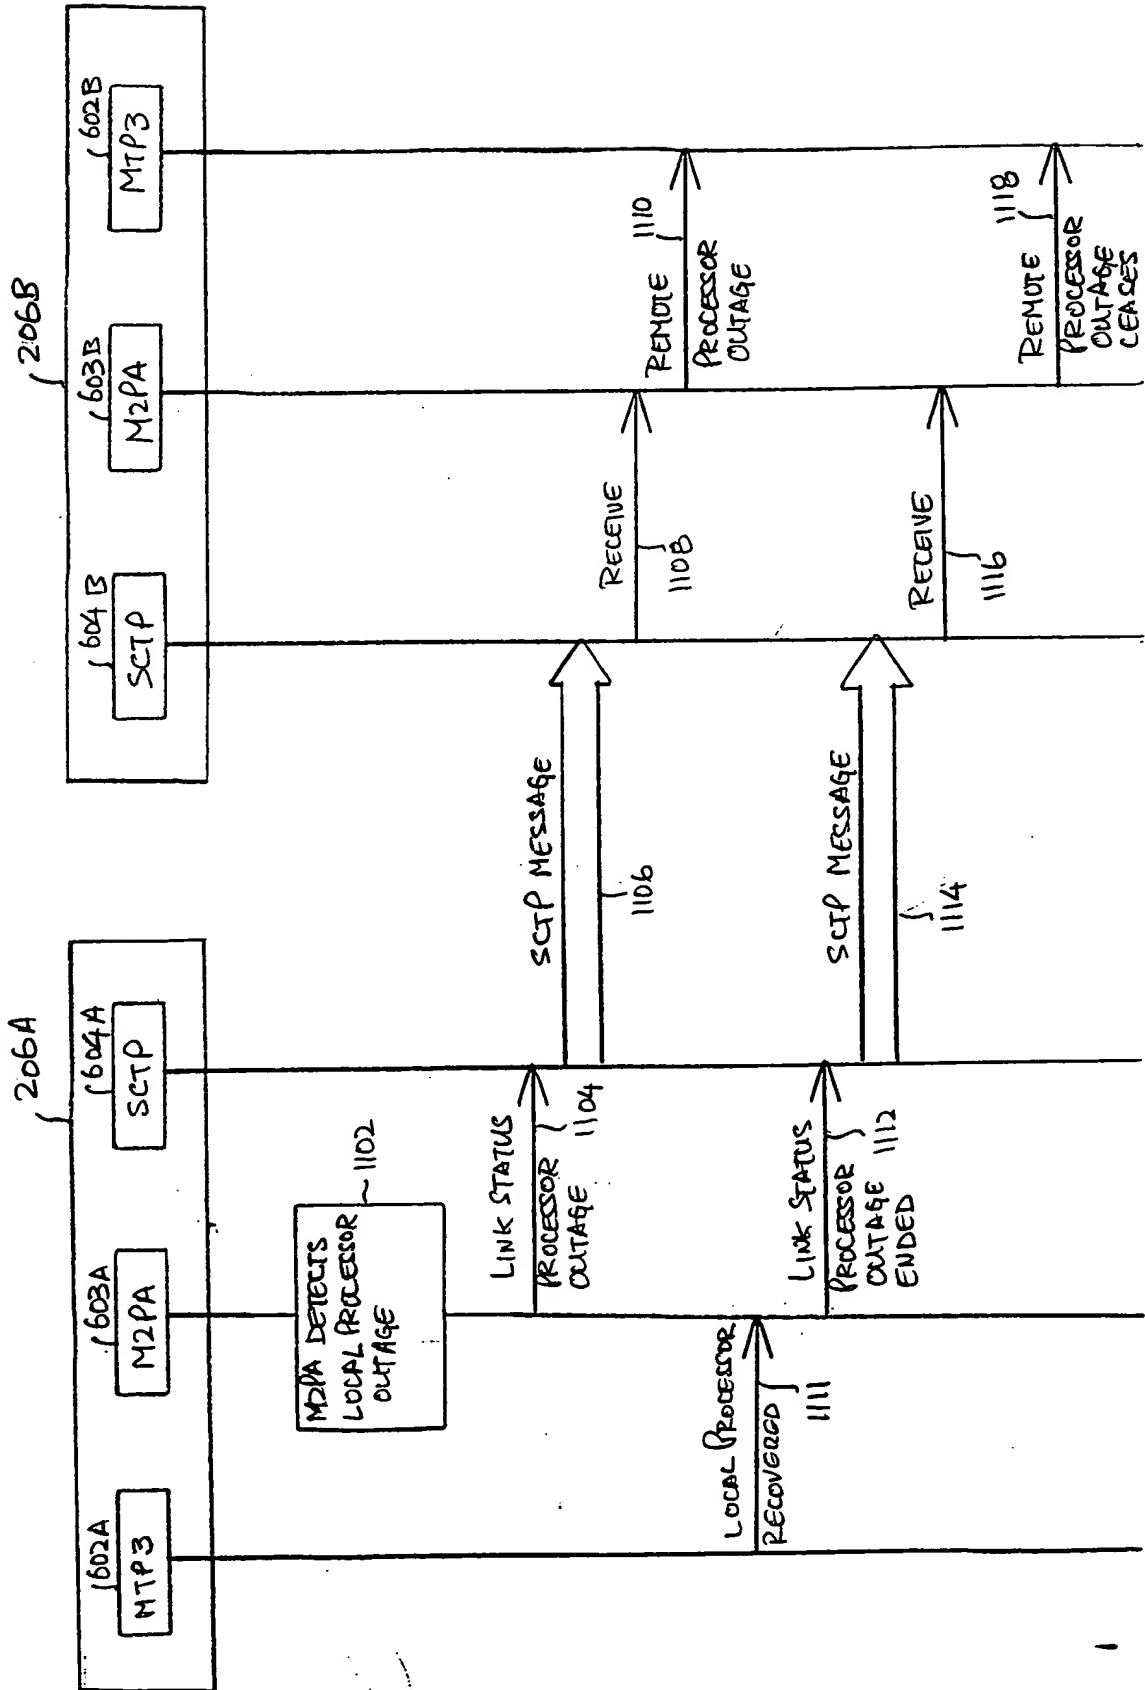 206A
206B
602A
MTP3
603A
M2PA
604A
SCTP
604B
SCTP
603B
M2PA
602B
MTP3
M2PA DETECTS
LOCAL PROCESSOR
OUTAGE
1102
LINK STATUS
PROCESSOR
OUTAGE
1104
SCTP MESSAGE
1106
RECEIVE
1108
REMOTE
PROCESSOR
OUTAGE
1110
LOCAL PROCESSOR
RECOVERED
1111
LINK STATUS
PROCESSOR
OUTAGE
ENDED
1112
SCTP MESSAGE
1114
RECEIVE
1116
REMOTE
PROCESSOR
OUTAGE
CEASES
1118